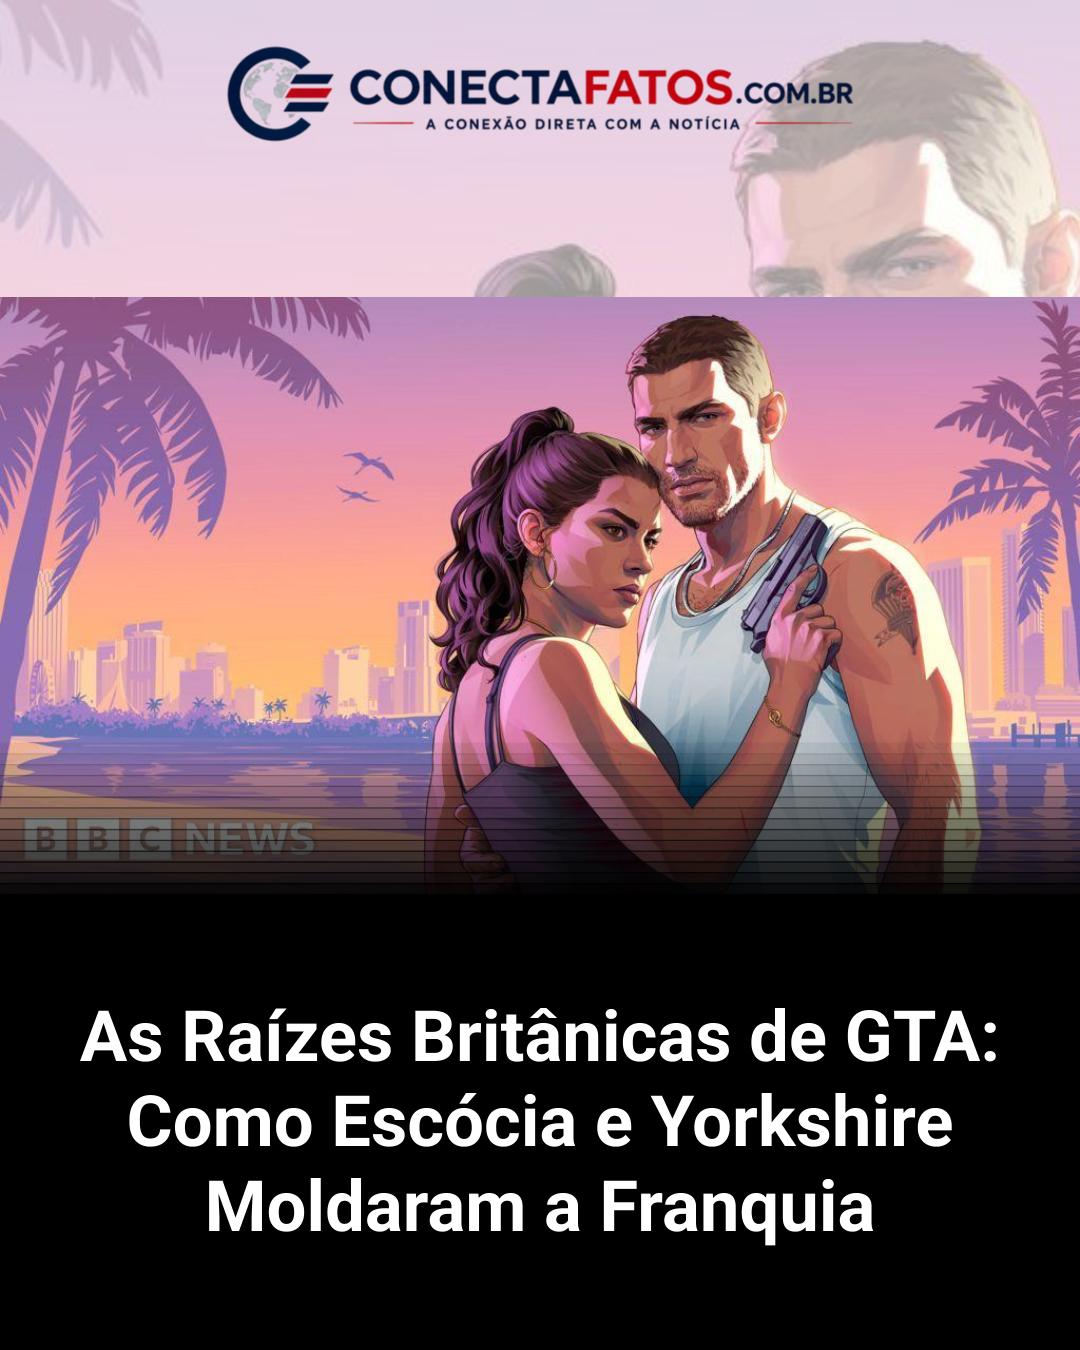 CONECTAFATOS.COM.BR
A CONEXÃO DIRETA COM A NOTÍCIA
BBC NEWS
As Raízes Britânicas de GTA:
Como Escócia e Yorkshire
Moldaram a Franquia